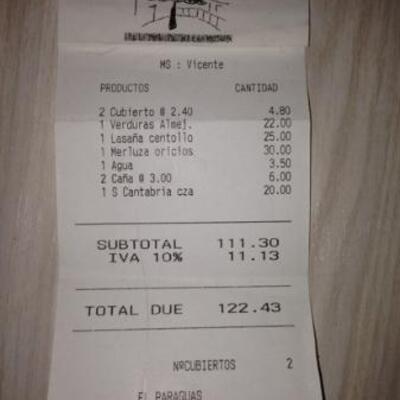 MS : Vicente
PRODUCTOS CANTIDAD
2 Cubierto @ 2.40 4.80
1 Verduras Almej. 22.00
1 Lasaña centollo 25.00
1 Merluza oricios 30.00
1 Agua 3.50
2 Caña @ 3.00 6.00
1 S Cantabria cza 20.00
SUBTOTAL 111.30
IVA 10% 11.13
TOTAL DUE 122.43
NºCUBIERTOS 2
EL PARAGUAS